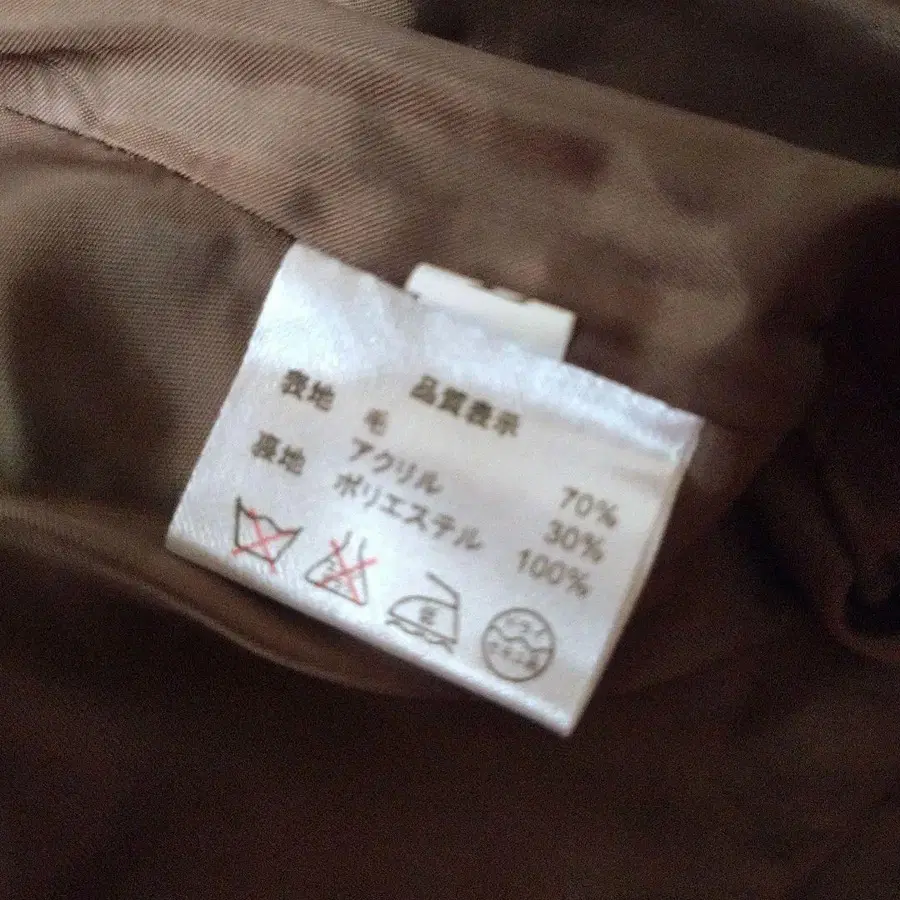 品質表示
表地 毛 70%
アクリル 30%
裏地 ポリエステル 100%